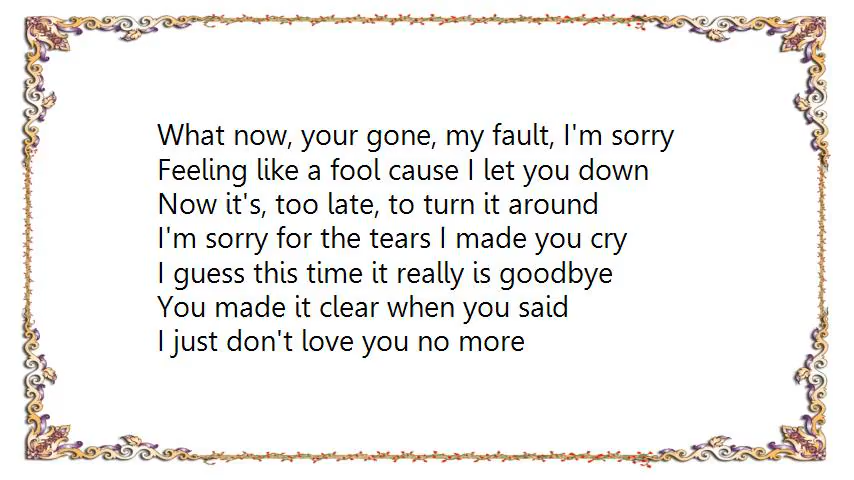 What now, your gone, my fault, I'm sorry
Feeling like a fool cause I let you down
Now it's, too late, to turn it around
I'm sorry for the tears I made you cry
I guess this time it really is goodbye
You made it clear when you said
I just don't love you no more